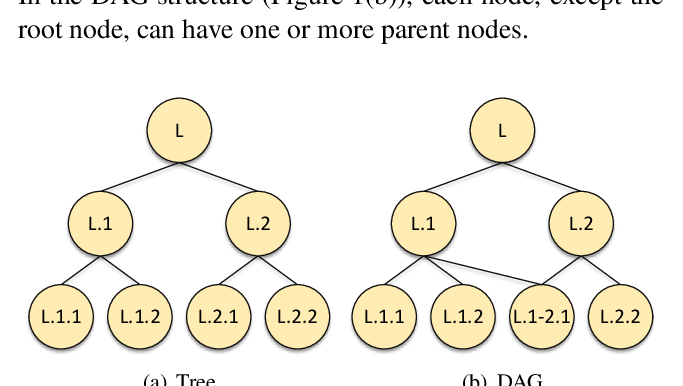 In the DAG structure (Figure 1(b)), each node, except the
root node, can have one or more parent nodes.
L
L
L.1
L.2
L.1
L.2
L.1.1
L.1.2
L.2.1
L.2.2
L.1.1
L.1.2
L.1-2.1
L.2.2
(a) Tree
(b) DAG